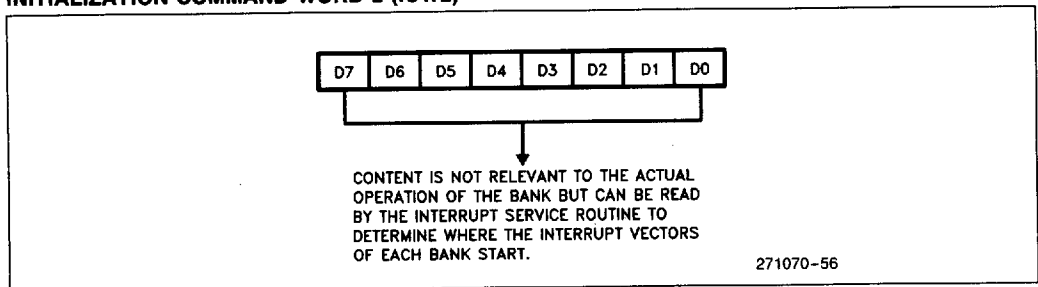 INITIALIZATION COMMAND WORD 2 (ICW2)
D7 D6 D5 D4 D3 D2 D1 D0
CONTENT IS NOT RELEVANT TO THE ACTUAL
OPERATION OF THE BANK BUT CAN BE READ
BY THE INTERRUPT SERVICE ROUTINE TO
DETERMINE WHERE THE INTERRUPT VECTORS
OF EACH BANK START.
271070-56